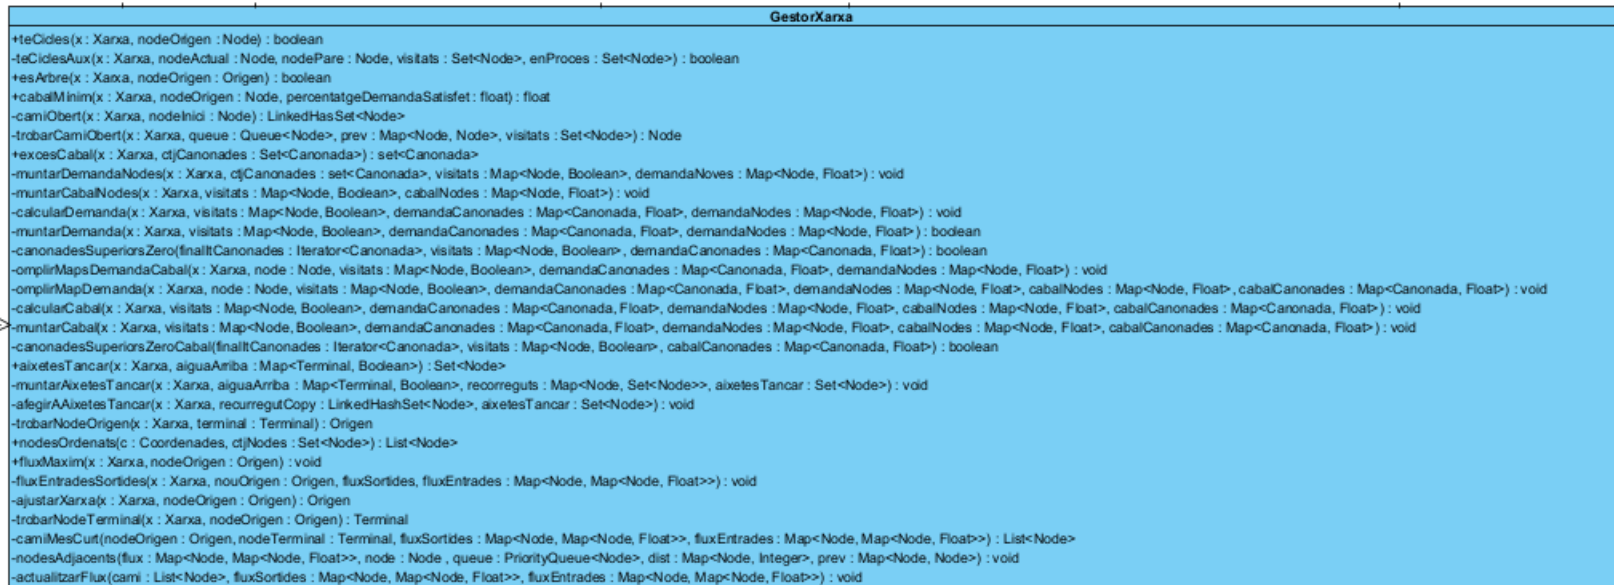 GestorXarxa
+teCicles(x : Xarxa, nodeOrigen : Node) : boolean
-teCiclesAux(x : Xarxa, nodeActual : Node, nodePare : Node, visitats : Set<Node>, enProces : Set<Node>) : boolean
+esArbre(x : Xarxa, nodeOrigen : Origen) : boolean
+cabalMínim(x : Xarxa, nodeOrigen : Node, percentatgeDemandaSatisfet : float) : float
-camiObert(x : Xarxa, nodeInici : Node) : LinkedHasSet<Node>
-trobarCamiObert(x : Xarxa, queue : Queue<Node>, prev : Map<Node, Node>, visitats : Set<Node>) : Node
+excesCabal(x : Xarxa, ctjCanonades : Set<Canonada>) : set<Canonada>
-muntarDemandaNodes(x : Xarxa, ctjCanonades : set<Canonada>, visitats : Map<Node, Boolean>, demandaNoves : Map<Node, Float>) : void
-muntarCabalNodes(x : Xarxa, visitats : Map<Node, Boolean>, cabalNodes : Map<Node, Float>) : void
-calcularDemanda(x : Xarxa, visitats : Map<Node, Boolean>, demandaCanonades : Map<Canonada, Float>, demandaNodes : Map<Node, Float>) : void
-muntarDemanda(x : Xarxa, visitats : Map<Node, Boolean>, demandaCanonades : Map<Canonada, Float>, demandaNodes : Map<Node, Float>) : boolean
-canonadesSuperiorsZero(finalItCanonades : Iterator<Canonada>, visitats : Map<Node, Boolean>, demandaCanonades : Map<Canonada, Float>) : boolean
-omplirMapsDemandaCabal(x : Xarxa, node : Node, visitats : Map<Node, Boolean>, demandaCanonades : Map<Canonada, Float>, demandaNodes : Map<Node, Float>) : void
-omplirMapDemanda(x : Xarxa, node : Node, visitats : Map<Node, Boolean>, demandaCanonades : Map<Canonada, Float>, demandaNodes : Map<Node, Float>, cabalNodes : Map<Node, Float>, cabalCanonades : Map<Canonada, Float>) : void
-calcularCabal(x : Xarxa, visitats : Map<Node, Boolean>, demandaCanonades : Map<Canonada, Float>, demandaNodes : Map<Node, Float>, cabalNodes : Map<Node, Float>, cabalCanonades : Map<Canonada, Float>) : void
-muntarCabal(x : Xarxa, visitats : Map<Node, Boolean>, demandaCanonades : Map<Canonada, Float>, demandaNodes : Map<Node, Float>, cabalNodes : Map<Node, Float>, cabalCanonades : Map<Canonada, Float>) : void
-canonadesSuperiorsZeroCabal(finalItCanonades : Iterator<Canonada>, visitats : Map<Node, Boolean>, cabalCanonades : Map<Canonada, Float>) : boolean
+aixetesTancar(x : Xarxa, aiguaArriba : Map<Terminal, Boolean>) : Set<Node>
-muntarAixetesTancar(x : Xarxa, aiguaArriba : Map<Terminal, Boolean>, recorreguts : Map<Node, Set<Node>>, aixetesTancar : Set<Node>) : void
-afegirAAixetesTancar(x : Xarxa, recurregutCopy : LinkedHashSet<Node>, aixetesTancar : Set<Node>) : void
-trobarNodeOrigen(x : Xarxa, terminal : Terminal) : Origen
+nodesOrdenats(c : Coordenades, ctjNodes : Set<Node>) : List<Node>
+fluxMaxim(x : Xarxa, nodeOrigen : Origen) : void
-fluxEntradesSortides(x : Xarxa, nouOrigen : Origen, fluxSortides, fluxEntrades : Map<Node, Map<Node, Float>>) : void
-ajustarXarxa(x : Xarxa, nodeOrigen : Origen) : Origen
-trobarNodeTerminal(x : Xarxa, nodeOrigen : Origen) : Terminal
-camiMesCurt(nodeOrigen : Origen, nodeTerminal : Terminal, fluxSortides : Map<Node, Map<Node, Float>>, fluxEntrades : Map<Node, Map<Node, Float>>) : List<Node>
-nodesAdjacents(flux : Map<Node, Map<Node, Float>>, node : Node , queue : PriorityQueue<Node>, dist : Map<Node, Integer>, prev : Map<Node, Node>) : void
-actualitzarFlux(cami : List<Node>, fluxSortides : Map<Node, Map<Node, Float>>, fluxEntrades : Map<Node, Map<Node, Float>>) : void